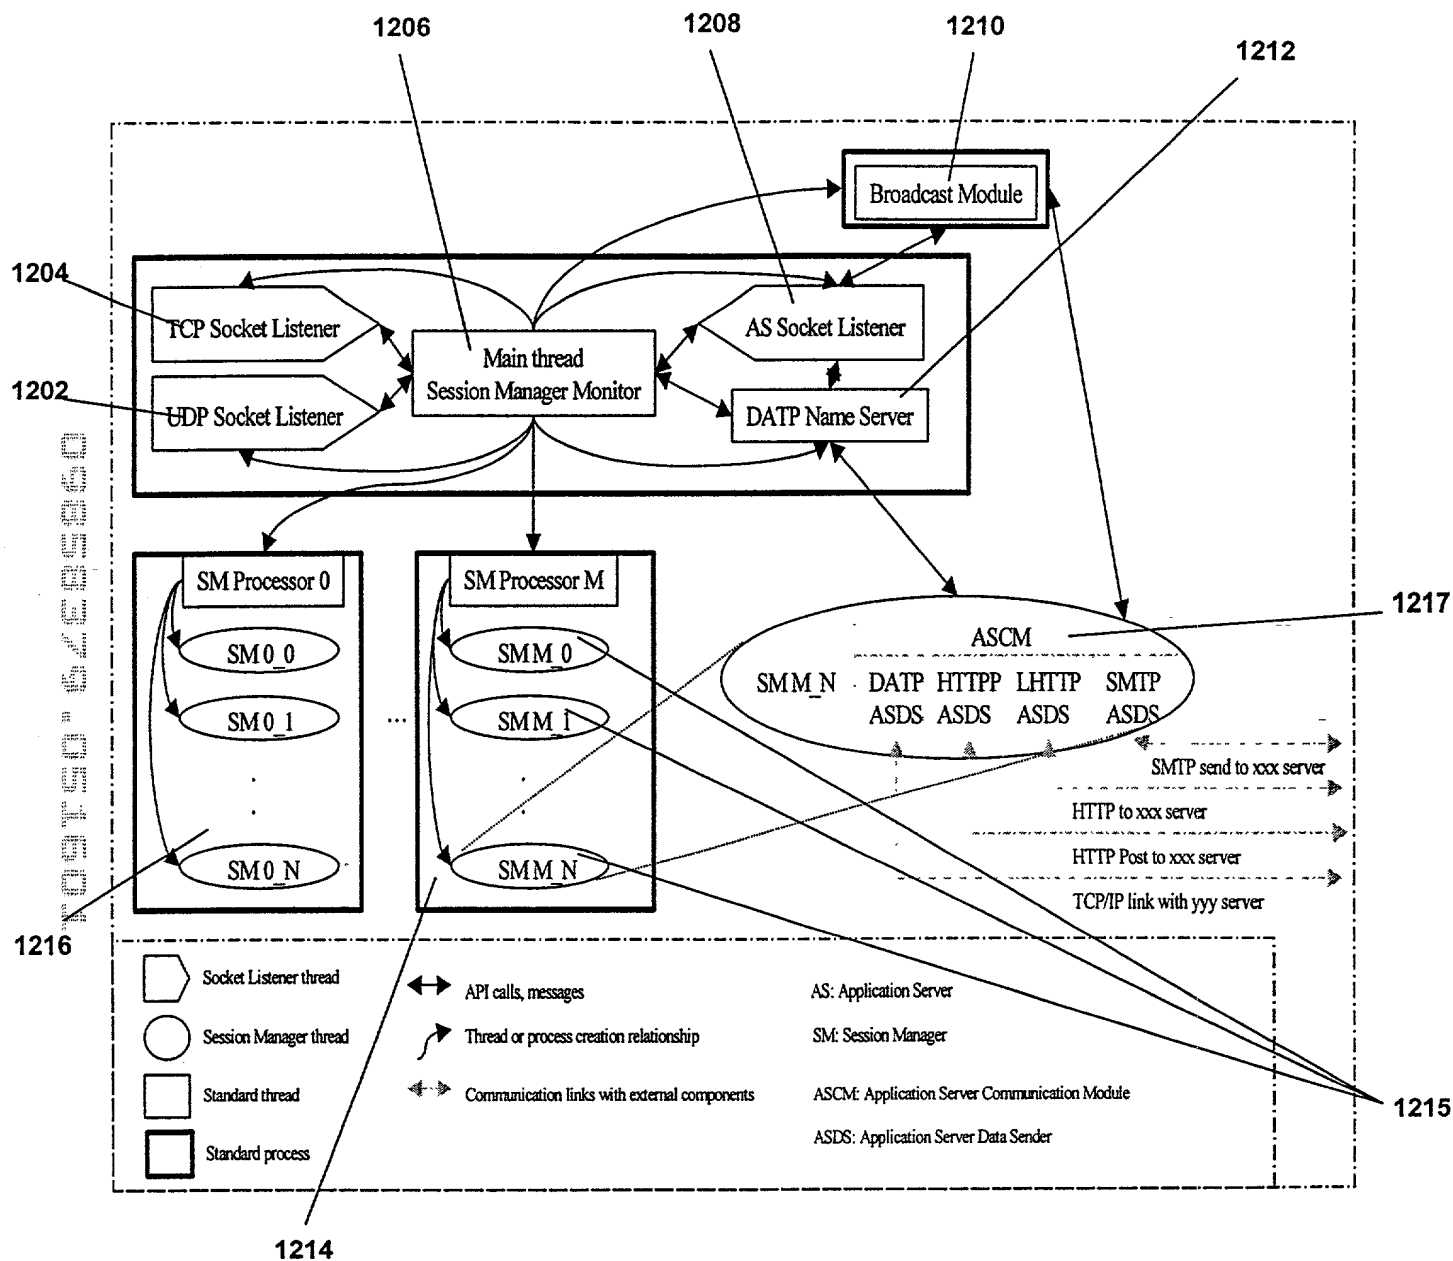 1206
1208
1210
1212
Broadcast Module
1204
TCP Socket Listener
AS Socket Listener
Main thread
Session Manager Monitor
1202
UDP Socket Listener
DATP Name Server
SM Processor 0
SM Processor M
1217
ASCM
SM0_0
SMM_0
SMM_N
DATP HTTPP LHTTP SMTP
ASDS ASDS ASDS ASDS
SM0_1
...
SMM_1
SMTP send to xxx server
HTTP to xxx server
HTTP Post to xxx server
SM0_N
SMM_N
TCP/IP link with yyy server
1216
Socket Listener thread
API calls, messages
AS: Application Server
Session Manager thread
Thread or process creation relationship
SM: Session Manager
Standard thread
Communication links with external components
ASCM: Application Server Communication Module
1215
Standard process
ASDS: Application Server Data Sender
1214